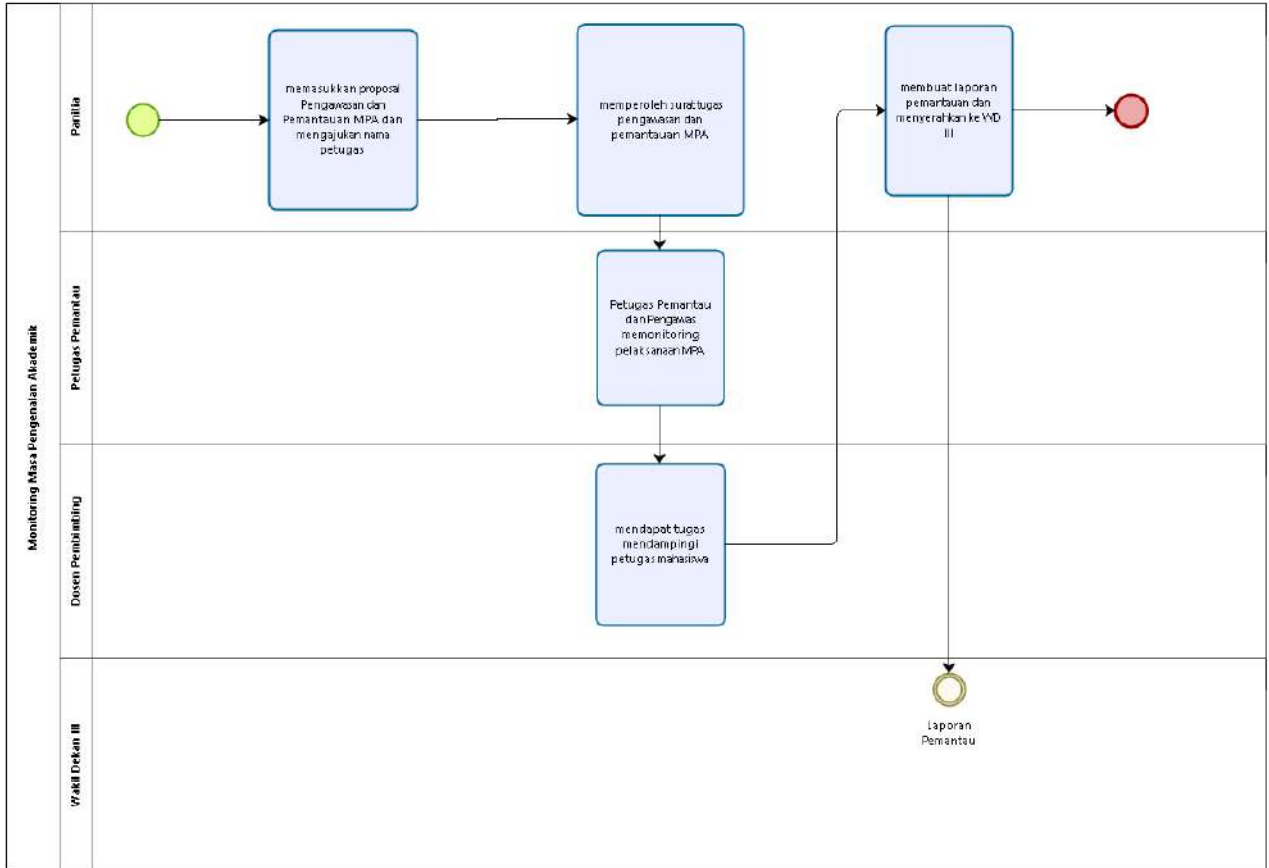 Monitoring Masa Pengenalan Akademik
Panitia
memasukkan proposal
Pengawasan dan
Pemantauan MPA dan
mengajukan nama
petugas
memperoleh surat tugas
pengawasan dan
pemantauan MPA
membuat laporan
pemantauan dan
menyerahkan ke WD
III
Petugas Pemantau
Petugas Pemantau
dan Pengawas
memonitoring
pelaksanaan MPA
Dosen Pembimbing
mendapat tugas
mendampingi
petugas mahasiswa
Wakil Dekan III
Laporan
Pemantau